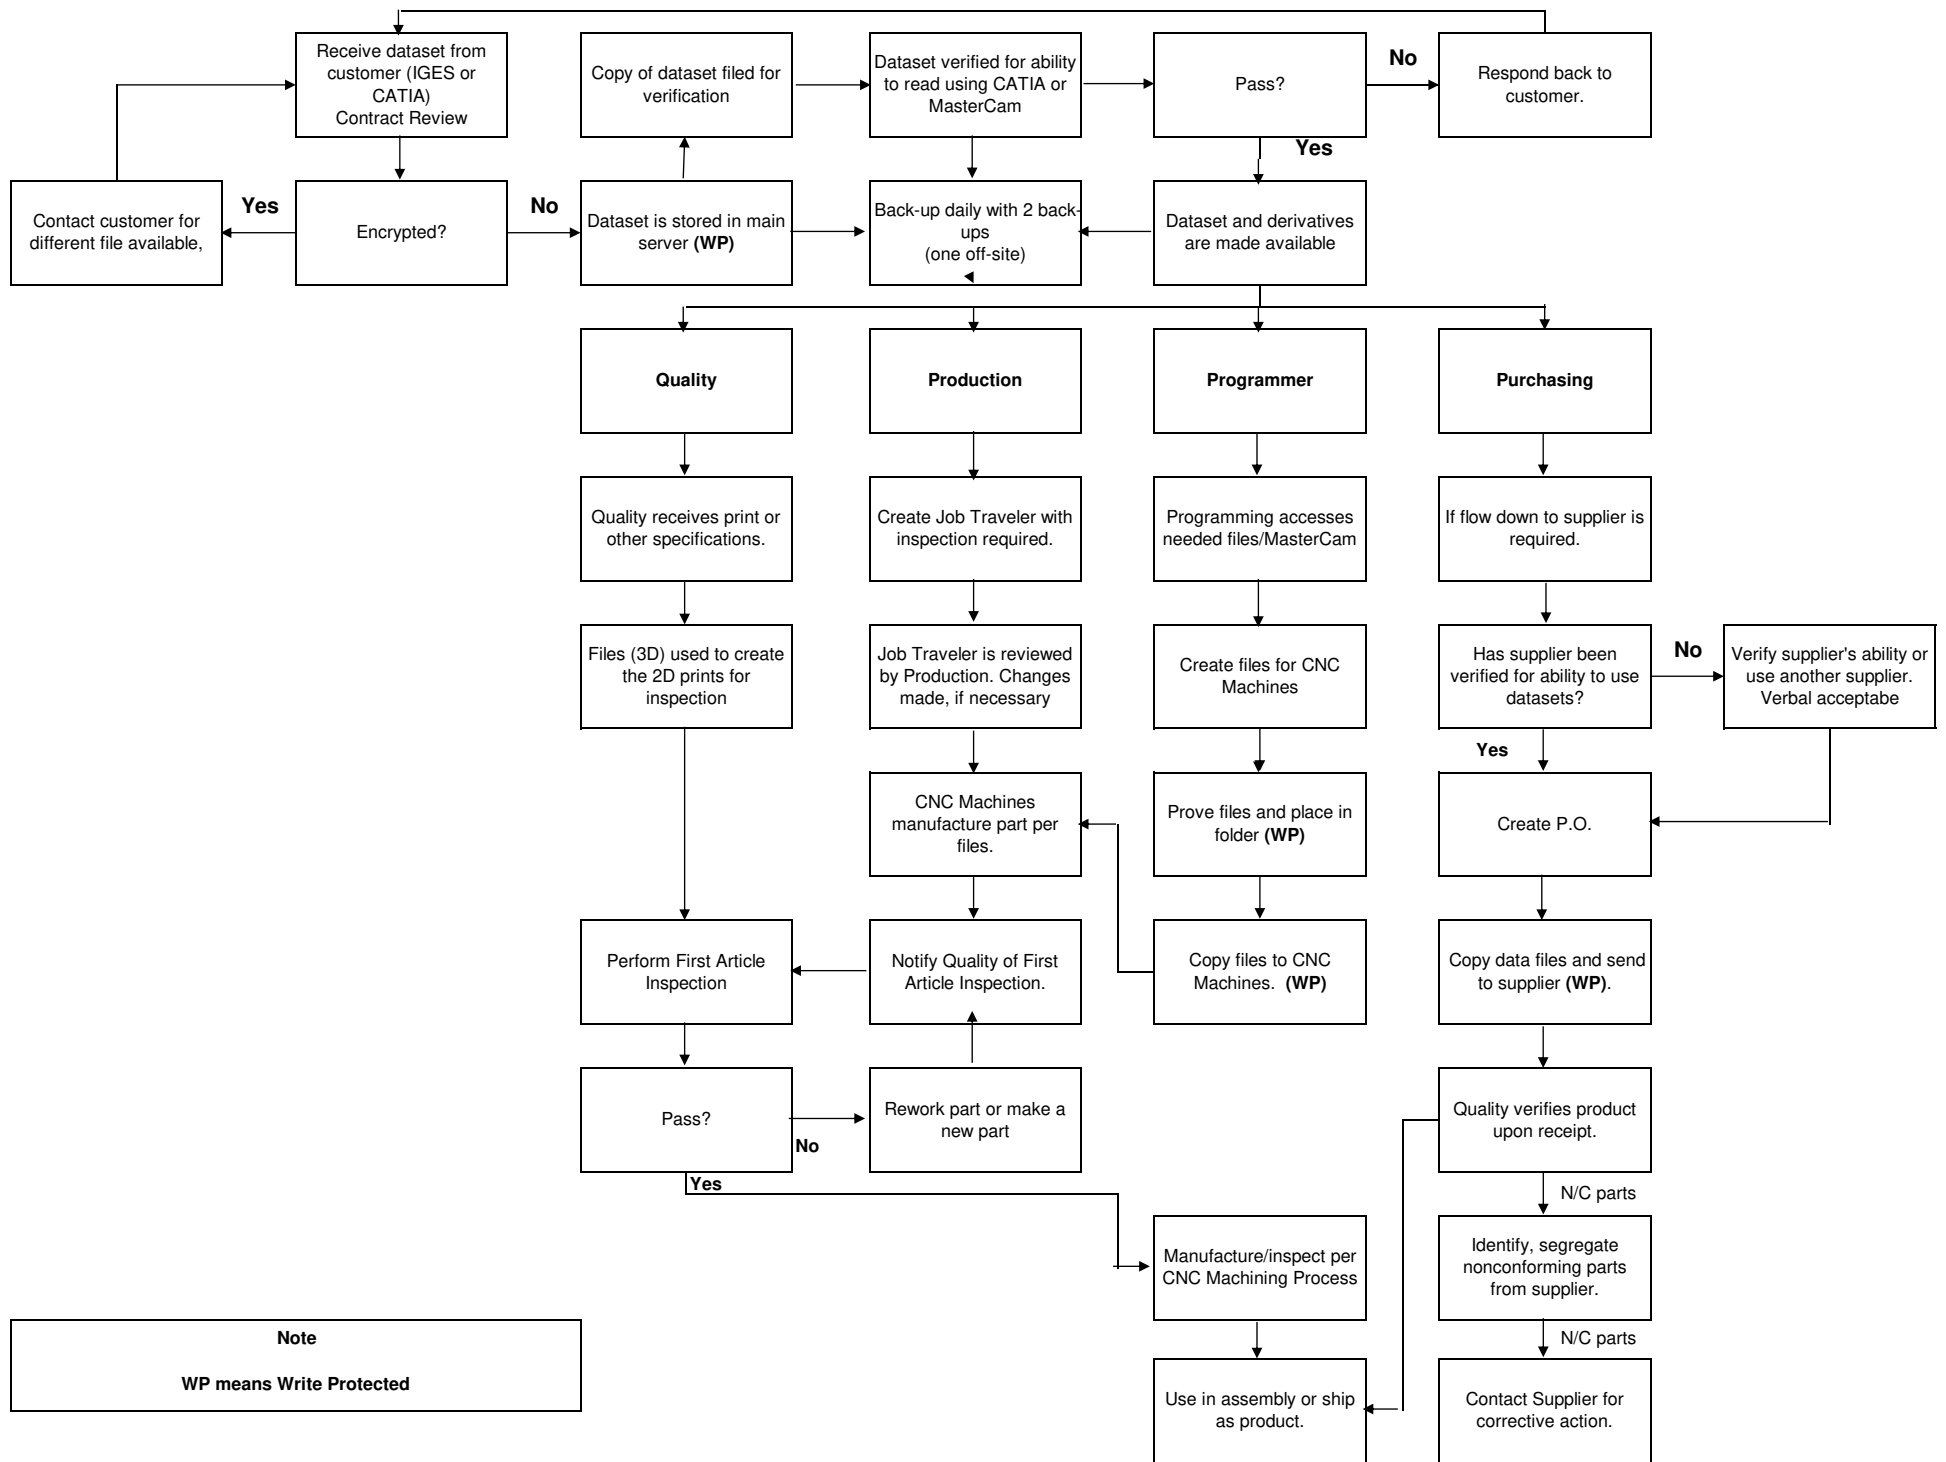 Receive dataset from
customer (IGES or
CATIA)
Contract Review
Copy of dataset filed for
verification
Dataset verified for ability
to read using CATIA or
MasterCam
Pass?
No
Respond back to
customer.
Yes
Contact customer for
different file available,
Yes
Encrypted?
No
Dataset is stored in main
server (WP)
Back-up daily with 2 back-
ups
(one off-site)
Dataset and derivatives
are made available
Quality
Production
Programmer
Purchasing
Quality receives print or
other specifications.
Create Job Traveler with
inspection required.
Programming accesses
needed files/MasterCam
If flow down to supplier is
required.
Files (3D) used to create
the 2D prints for
inspection
Job Traveler is reviewed
by Production. Changes
made, if necessary
Create files for CNC
Machines
Has supplier been
verified for ability to use
datasets?
No
Verify supplier's ability or
use another supplier.
Verbal acceptabe
Yes
CNC Machines
manufacture part per
files.
Prove files and place in
folder (WP)
Create P.O.
Perform First Article
Inspection
Notify Quality of First
Article Inspection.
Copy files to CNC
Machines. (WP)
Copy data files and send
to supplier (WP).
Pass?
No
Rework part or make a
new part
Quality verifies product
upon receipt.
Yes
N/C parts
Manufacture/inspect per
CNC Machining Process
Identify, segregate
nonconforming parts
from supplier.
N/C parts
Note
WP means Write Protected
Use in assembly or ship
as product.
Contact Supplier for
corrective action.